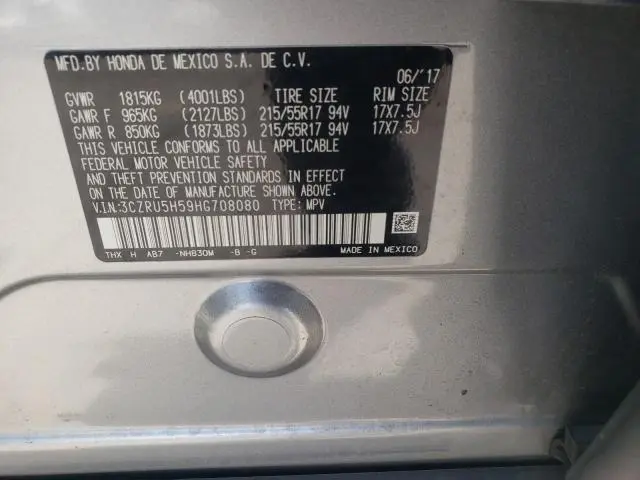 MFD.BY HONDA DE MEXICO S.A. DE C.V.
06/'17
GVWR 1815KG (4001LBS) TIRE SIZE RIM SIZE
GAWR F 965KG (2127LBS) 215/55R17 94V 17X7.5J
GAWR R 850KG (1873LBS) 215/55R17 94V 17X7.5J
THIS VEHICLE CONFORMS TO ALL APPLICABLE
FEDERAL MOTOR VEHICLE SAFETY
AND THEFT PREVENTION STANDARDS IN EFFECT
ON THE DATE OF MANUFACTURE SHOWN ABOVE.
V.IN:3CZRU5H59HG708080 TYPE: MPV
THX H AB7 -NH830M -B -G
MADE IN MEXICO